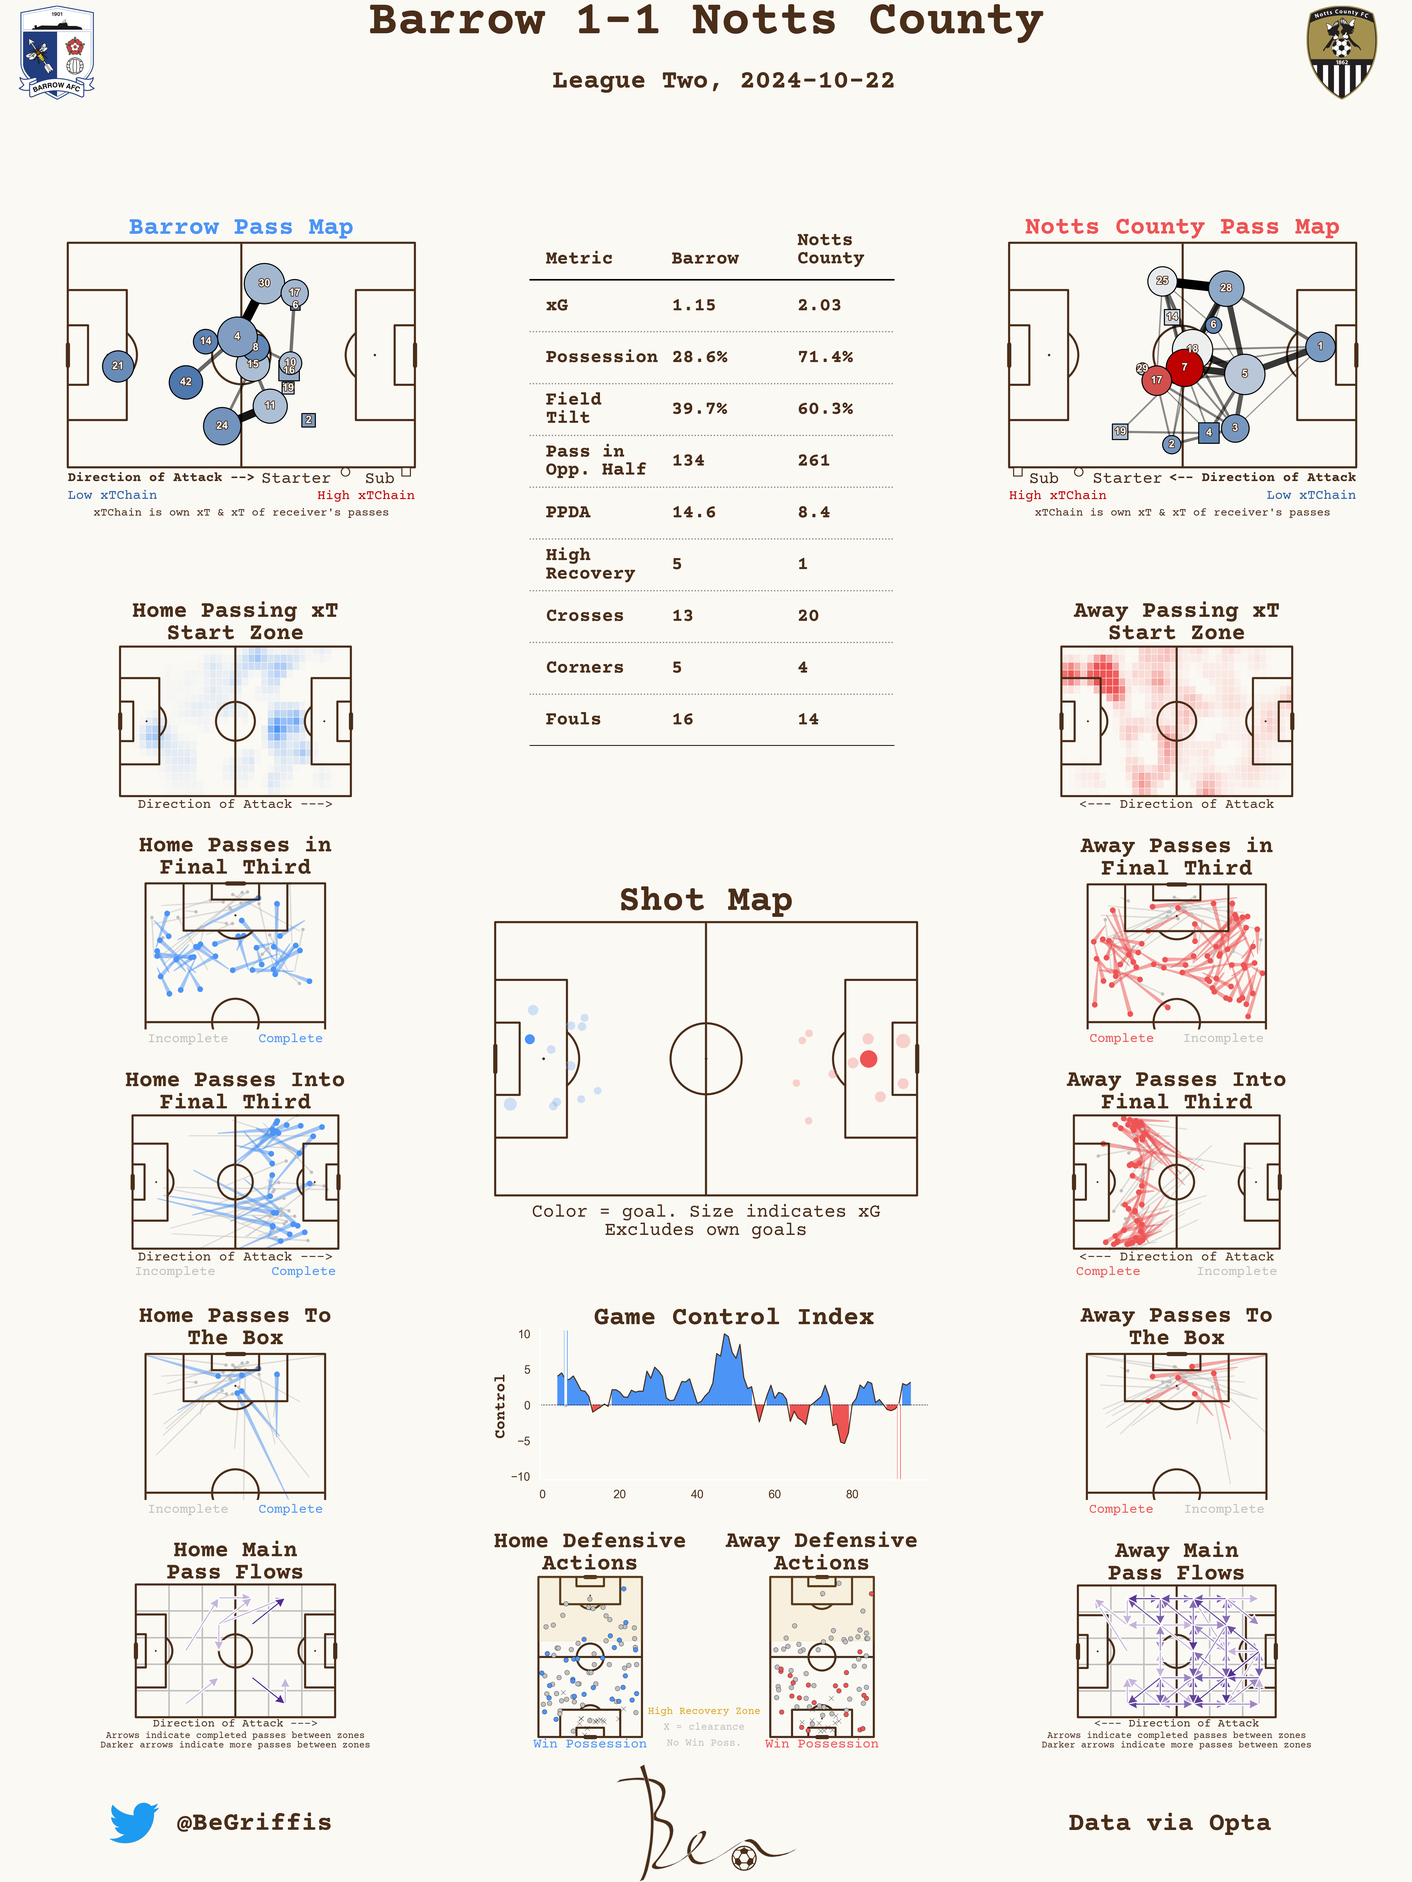 Barrow 1-1 Notts County
League Two, 2024-10-22
1901
BARROW AFC
Notts County FC
1862
Barrow Pass Map
30
17
6
4
14
8
15
10
16
21
42
19
11
24
2
Direction of Attack --> Starter Sub
Low xTChain High xTChain
xTChain is own xT & xT of receiver's passes
Metric Barrow Notts County
xG 1.15 2.03
Possession 28.6% 71.4%
Field Tilt 39.7% 60.3%
Pass in Opp. Half 134 261
PPDA 14.6 8.4
High Recovery 5 1
Crosses 13 20
Corners 5 4
Fouls 16 14
Notts County Pass Map
25
28
14
6
18
1
29
7
17
5
19
4
3
2
Sub Starter <-- Direction of Attack
High xTChain Low xTChain
xTChain is own xT & xT of receiver's passes
Home Passing xT
Start Zone
Direction of Attack --->
Away Passing xT
Start Zone
<--- Direction of Attack
Home Passes in
Final Third
Incomplete Complete
Away Passes in
Final Third
Complete Incomplete
Shot Map
Color = goal. Size indicates xG
Excludes own goals
Home Passes Into
Final Third
Direction of Attack --->
Incomplete Complete
Away Passes Into
Final Third
<--- Direction of Attack
Complete Incomplete
Home Passes To
The Box
Incomplete Complete
Game Control Index
Control
10
5
0
−5
−10
0 20 40 60 80
Away Passes To
The Box
Complete Incomplete
Home Main
Pass Flows
Direction of Attack --->
Arrows indicate completed passes between zones
Darker arrows indicate more passes between zones
Home Defensive
Actions
Win Possession
High Recovery Zone
X = clearance
No Win Poss.
Away Defensive
Actions
Win Possession
Away Main
Pass Flows
<--- Direction of Attack
Arrows indicate completed passes between zones
Darker arrows indicate more passes between zones
@BeGriffis
Ben
Data via Opta